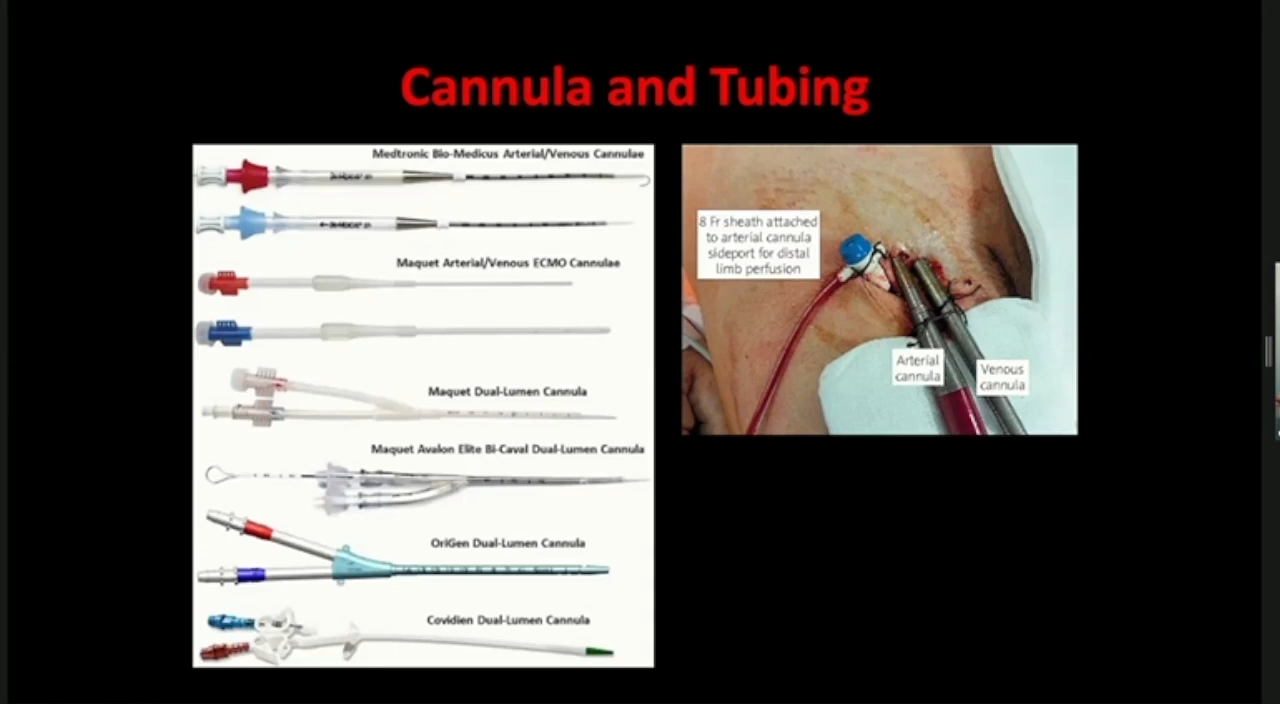 Cannula and Tubing
Medtronic Bio-Medicus Arterial/Venous Cannulae
Maquet Arterial/Venous ECMO Cannulae
Maquet Dual-Lumen Cannula
Maquet Avalon Elite Bi-Caval Dual-Lumen Cannula
OriGen Dual-Lumen Cannula
Covidien Dual-Lumen Cannula
8 Fr sheath attached
to arterial cannula
sideport for distal
limb perfusion
Arterial
cannula
Venous
cannula